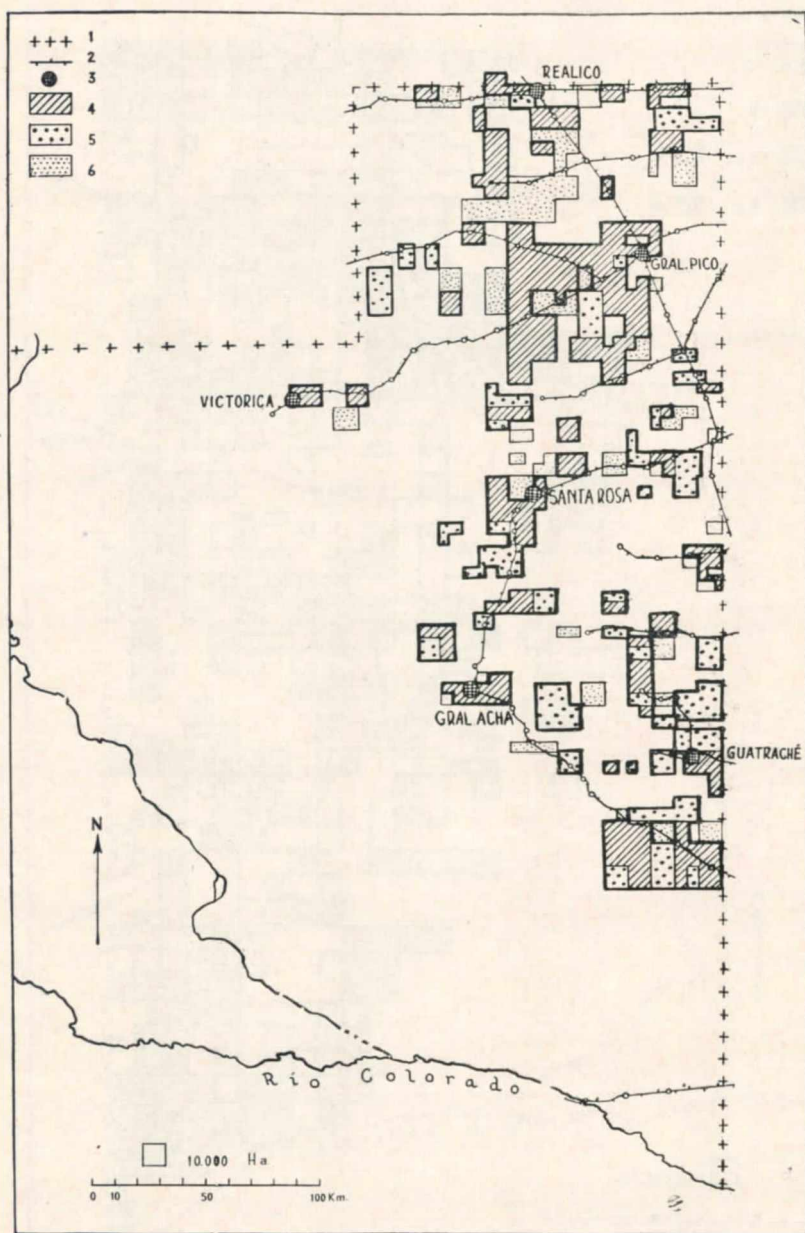 1
2
3
4
5
6
REALICO
GRAL. PICO
VICTORICA
SANTA ROSA
GRAL ACHA
GUATRACHÉ
N
Río Colorado
10.000 Ha
0 10 50 100 Km.